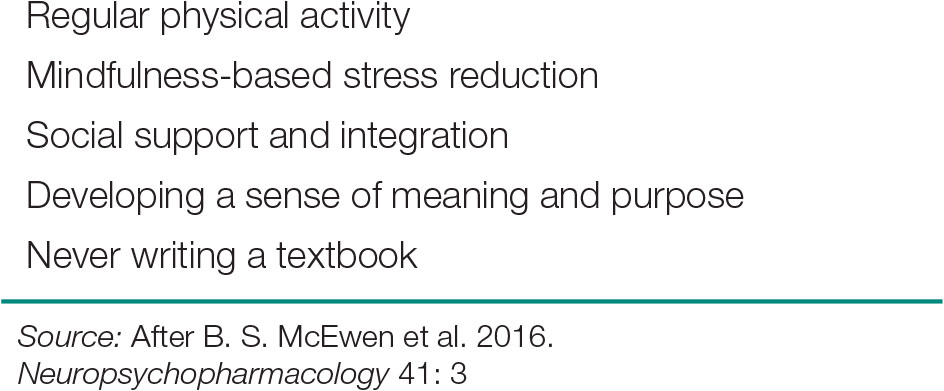 Regular physical activity
Mindfulness-based stress reduction
Social support and integration
Developing a sense of meaning and purpose
Never writing a textbook
Source: After B. S. McEwen et al. 2016.
Neuropsychopharmacology 41: 3